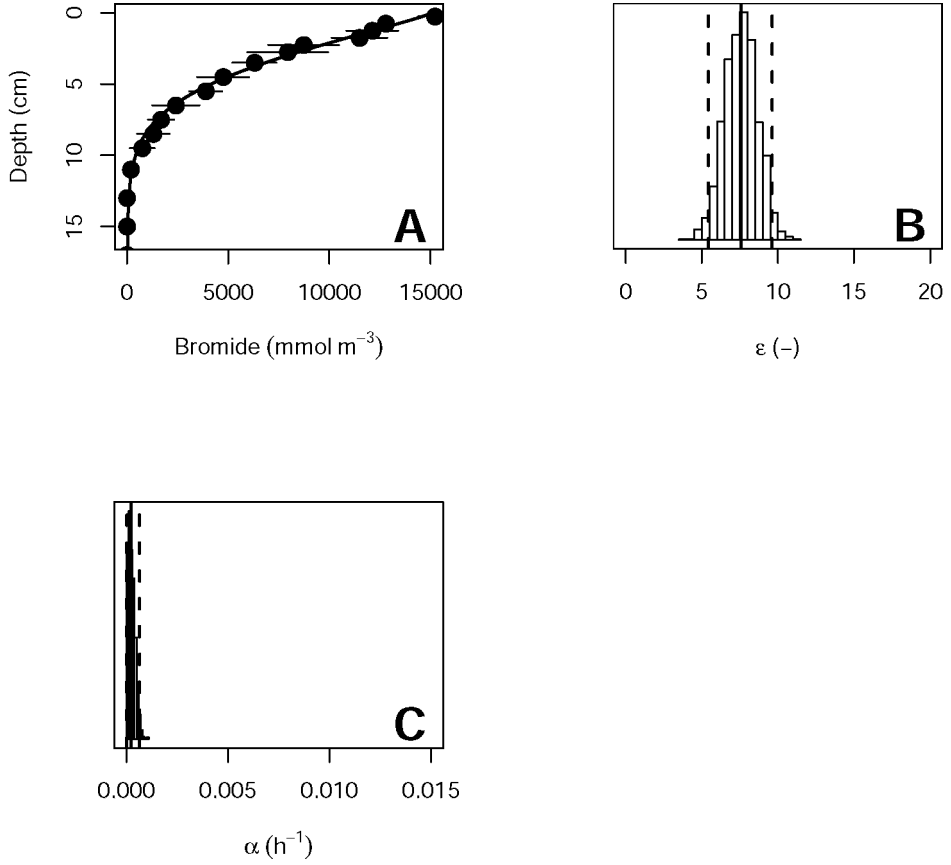 0
5
10
15
Depth (cm)
A
0 5000 10000 15000
Bromide (mmol m⁻³)
B
0 5 10 15 20
ε (−)
C
0.000 0.005 0.010 0.015
α (h⁻¹)